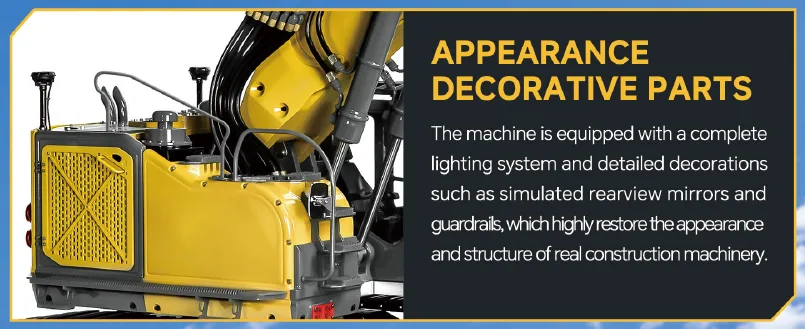 APPEARANCE
DECORATIVE PARTS
The machine is equipped with a complete
lighting system and detailed decorations
such as simulated rearview mirrors and
guardrails, which highly restore the appearance
and structure of real construction machinery.